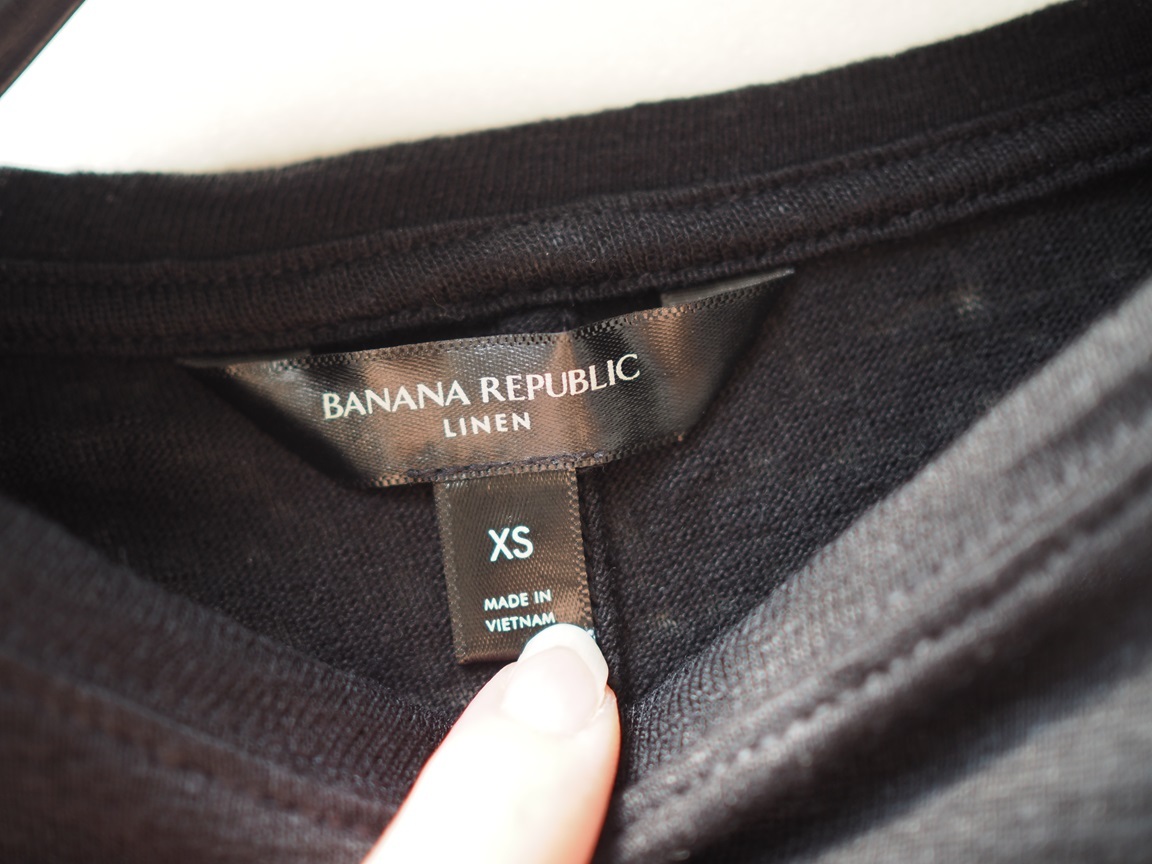 BANANA REPUBLIC
LINEN
XS
MADE IN
VIETNAM